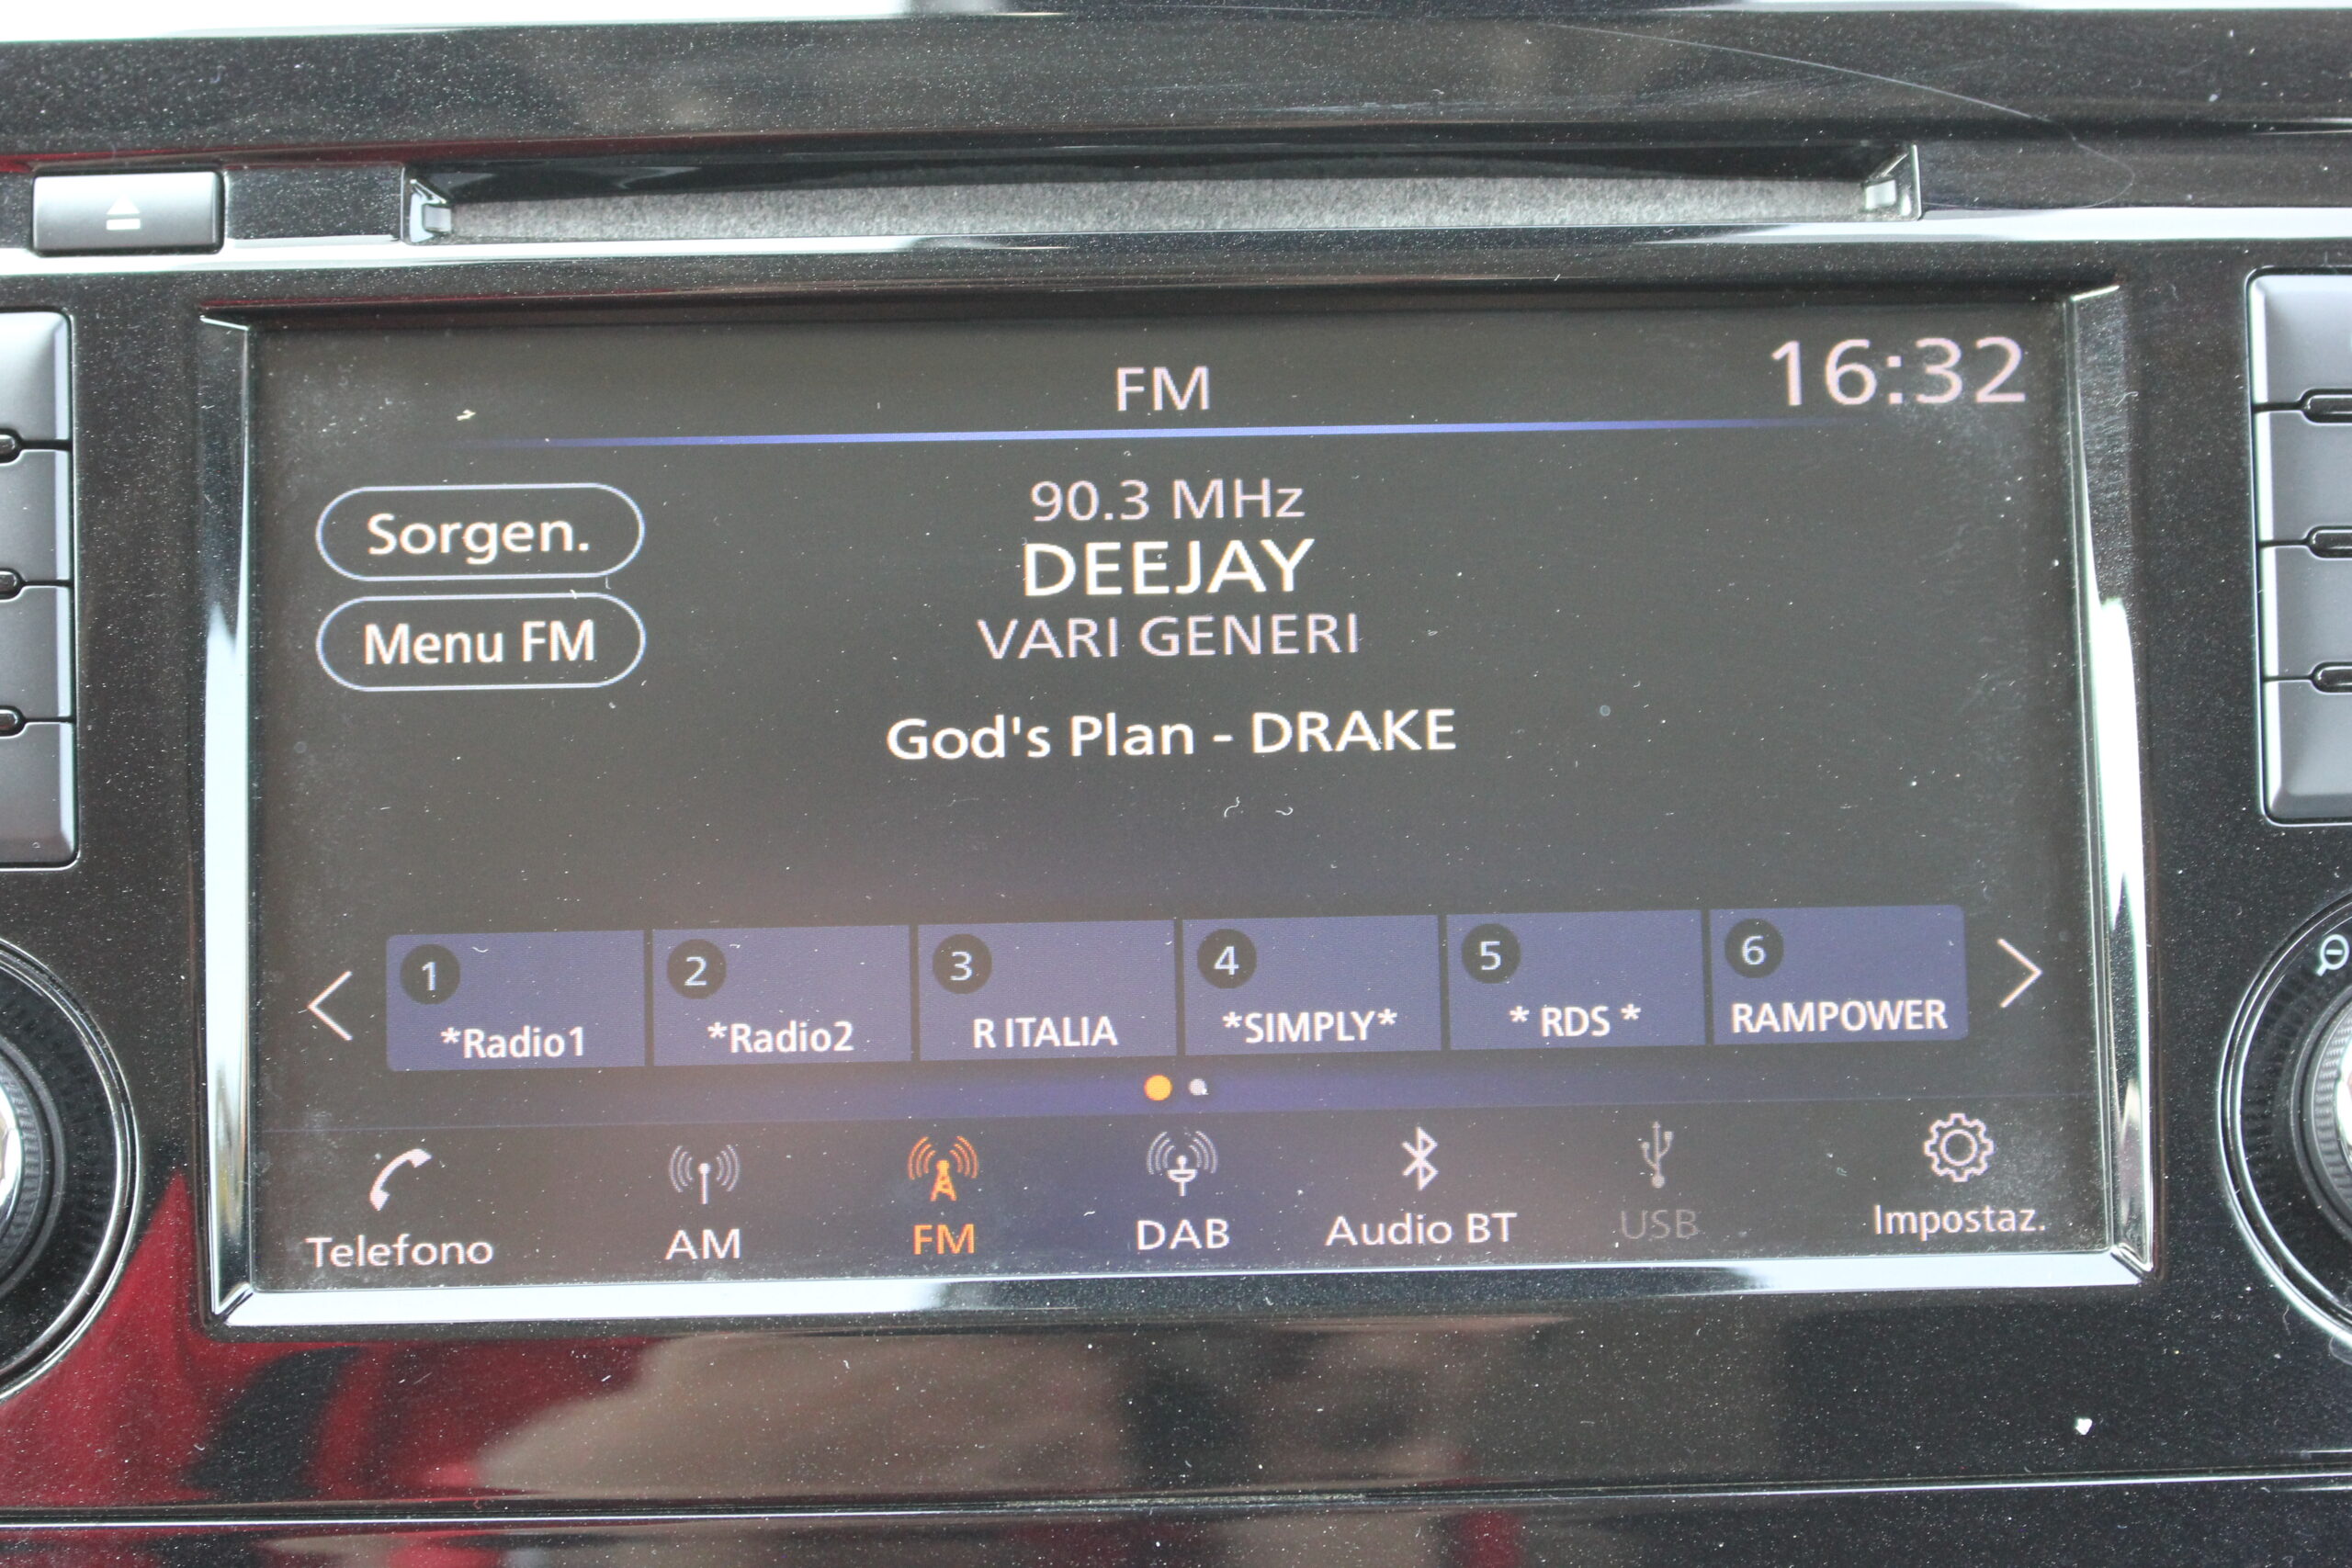 FM
16:32
Sorgen.
Menu FM
90.3 MHz
DEEJAY
VARI GENERI
God's Plan - DRAKE
1 2 3 4 5 6
*Radio1 *Radio2 R ITALIA *SIMPLY* * RDS * RAMPOWER
Telefono AM FM DAB Audio BT USB Impostaz.